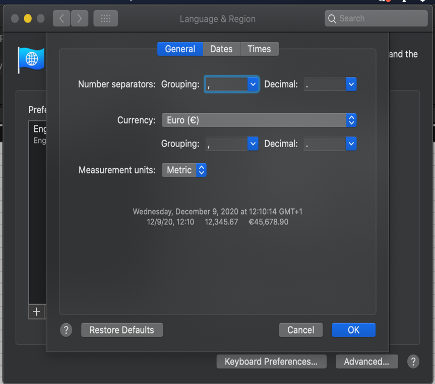 Language & Region
Search
and the
General Dates Times
Number separators: Grouping: , Decimal: .
Currency: Euro (€)
Grouping: , Decimal: .
Measurement units: Metric
Prefe
Eng
Eng
Wednesday, December 9, 2020 at 12:10:14 GMT+1
12/9/20, 12:10 12,345.67 €45,678.90
+
? Restore Defaults Cancel OK
Keyboard Preferences... Advanced... ?